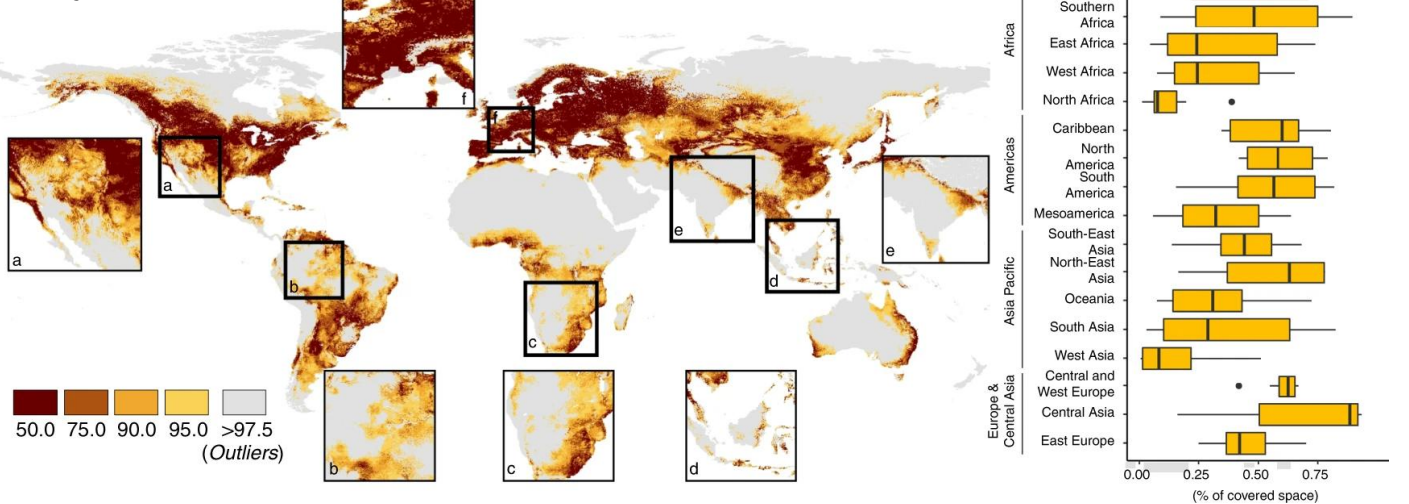 f
f
a
a
b
c
d
e
e
b
c
d
50.0 75.0 90.0 95.0 >97.5
(Outliers)
Africa
Southern
Africa
East Africa
West Africa
North Africa
Americas
Caribbean
North
America
South
America
Mesoamerica
Asia Pacific
South-East
Asia
North-East
Asia
Oceania
South Asia
West Asia
Europe &
Central Asia
Central and
West Europe
Central Asia
East Europe
0.00 0.25 0.50 0.75
(% of covered space)